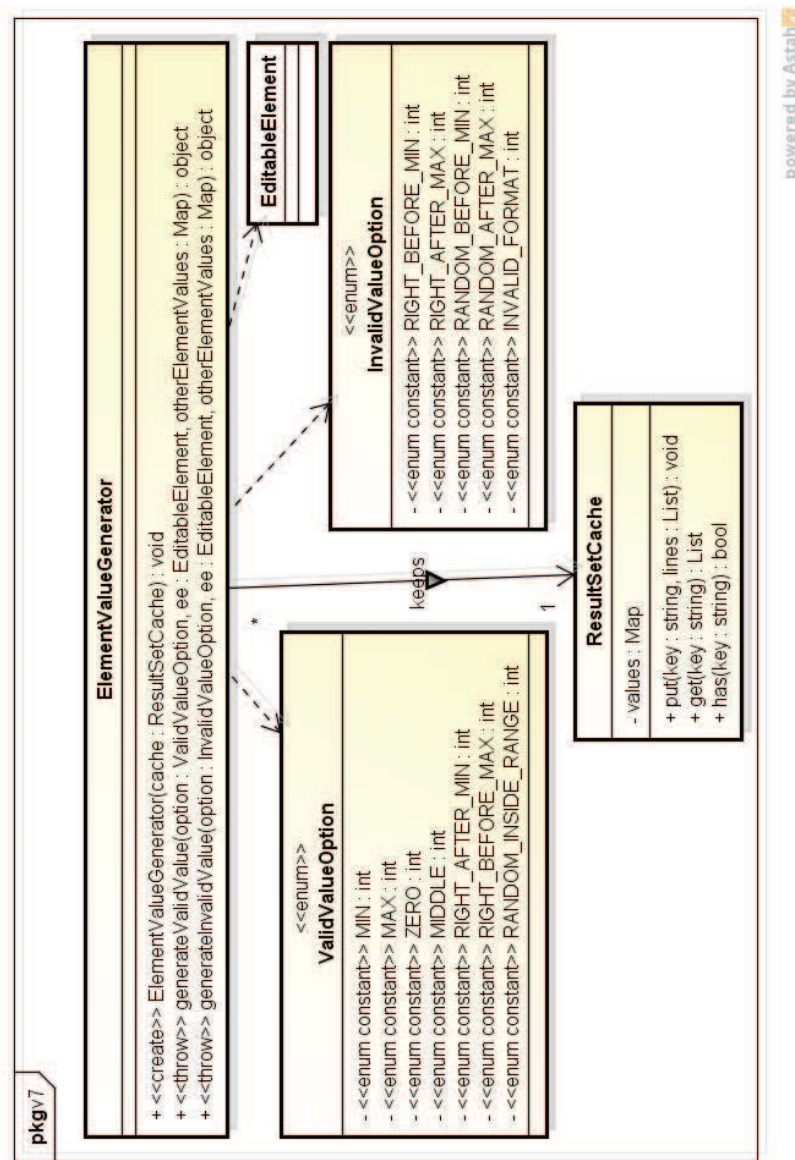 pkg v7
ElementValueGenerator
+ <<create>> ElementValueGenerator(cache : ResultSetCache) : void
+ <<throw>> generateValidValue(option : ValidValueOption, ee : EditableElement, otherElementValues : Map) : object
+ <<throw>> generateInvalidValue(option : InvalidValueOption, ee : EditableElement, otherElementValues : Map) : object
EditableElement
<<enum>>
InvalidValueOption
- <<enum constant>> RIGHT_BEFORE_MIN : int
- <<enum constant>> RIGHT_AFTER_MAX : int
- <<enum constant>> RANDOM_BEFORE_MIN : int
- <<enum constant>> RANDOM_AFTER_MAX : int
- <<enum constant>> INVALID_FORMAT : int
*
keeps
1
<<enum>>
ValidValueOption
- <<enum constant>> MIN : int
- <<enum constant>> MAX : int
- <<enum constant>> ZERO : int
- <<enum constant>> MIDDLE : int
- <<enum constant>> RIGHT_AFTER_MIN : int
- <<enum constant>> RIGHT_BEFORE_MAX : int
- <<enum constant>> RANDOM_INSIDE_RANGE : int
ResultSetCache
- values : Map
+ put(key : string, lines : List) : void
+ get(key : string) : List
+ has(key : string) : bool
powered by Astah